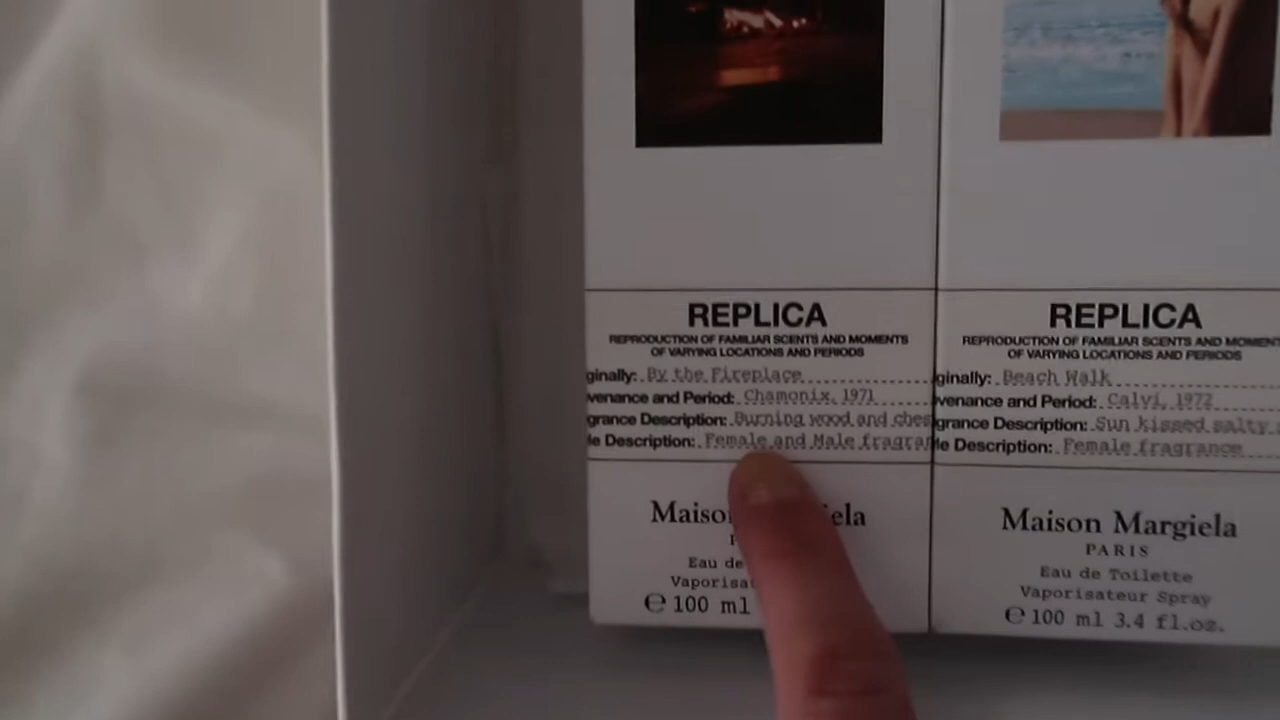 REPLICA
REPRODUCTION OF FAMILIAR SCENTS AND MOMENTS
OF VARYING LOCATIONS AND PERIODS
ginally: By the Fireplace
venance and Period: Chamonix, 1971
grance Description: Burning wood and ches
le Description: Female and Male fragra
Maiso ela
Eau de
Vaporisat
e 100 ml
REPLICA
REPRODUCTION OF FAMILIAR SCENTS AND MOMENT
OF VARYING LOCATIONS AND PERIODS
ginally: Beach Walk
venance and Period: Calvi, 1972
grance Description: Sun kissed salty
le Description: Female fragrance
Maison Margiela
PARIS
Eau de Toilette
Vaporisateur Spray
e 100 ml 3.4 fl.oz.